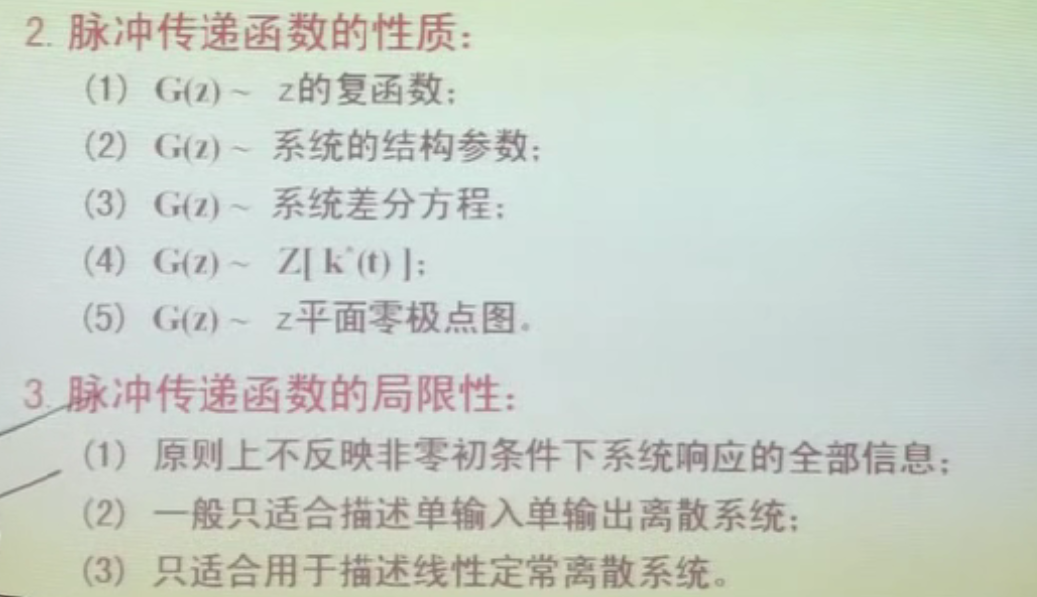 2. 脉冲传递函数的性质：
(1) G(z) ~ z的复函数；
(2) G(z) ~ 系统的结构参数；
(3) G(z) ~ 系统差分方程；
(4) G(z) ~ Z[ k*(t) ]；
(5) G(z) ~ z平面零极点图。
3. 脉冲传递函数的局限性：
(1) 原则上不反映非零初条件下系统响应的全部信息；
(2) 一般只适合描述单输入单输出离散系统；
(3) 只适合用于描述线性定常离散系统。